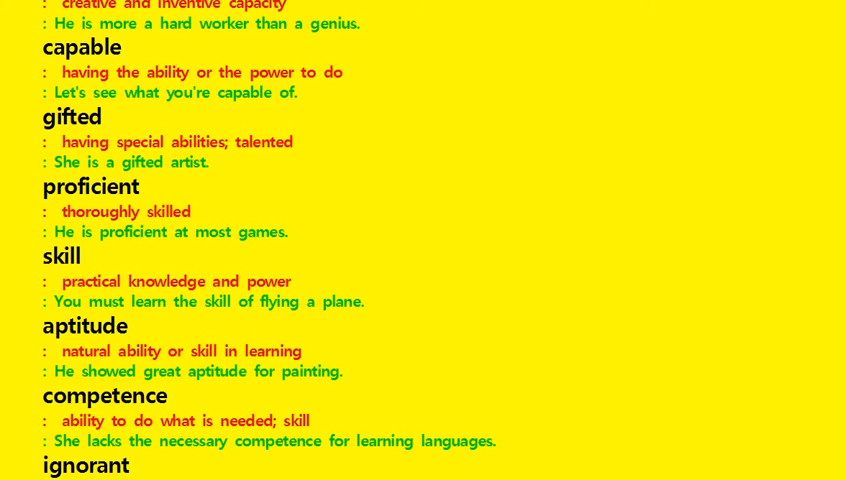 : creative and inventive capacity
: He is more a hard worker than a genius.
capable
: having the ability or the power to do
: Let's see what you're capable of.
gifted
: having special abilities; talented
: She is a gifted artist.
proficient
: thoroughly skilled
: He is proficient at most games.
skill
: practical knowledge and power
: You must learn the skill of flying a plane.
aptitude
: natural ability or skill in learning
: He showed great aptitude for painting.
competence
: ability to do what is needed; skill
: She lacks the necessary competence for learning languages.
ignorant